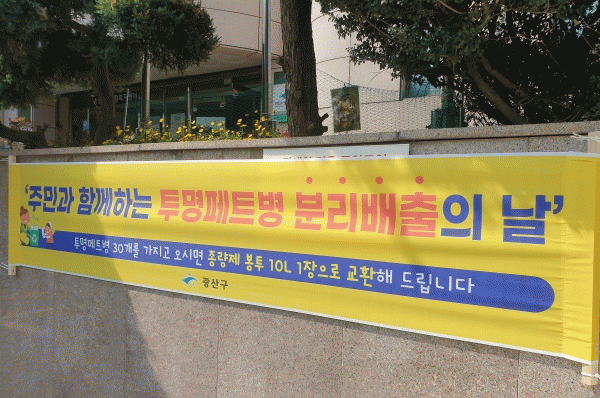 '주민과 함께하는 투명페트병 분리배출의 날'
투명페트병 30개를 가지고 오시면 종량제 봉투 10L 1장으로 교환해 드립니다
광산구